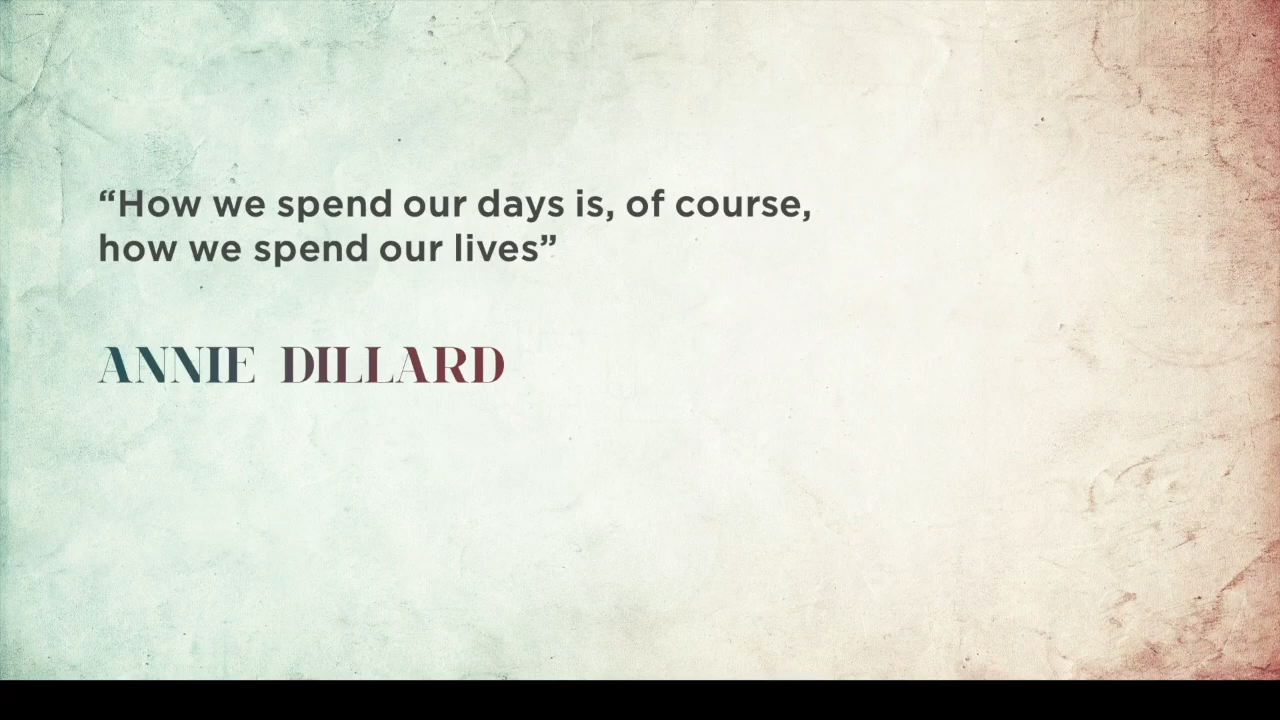 “How we spend our days is, of course,
how we spend our lives”
ANNIE DILLARD